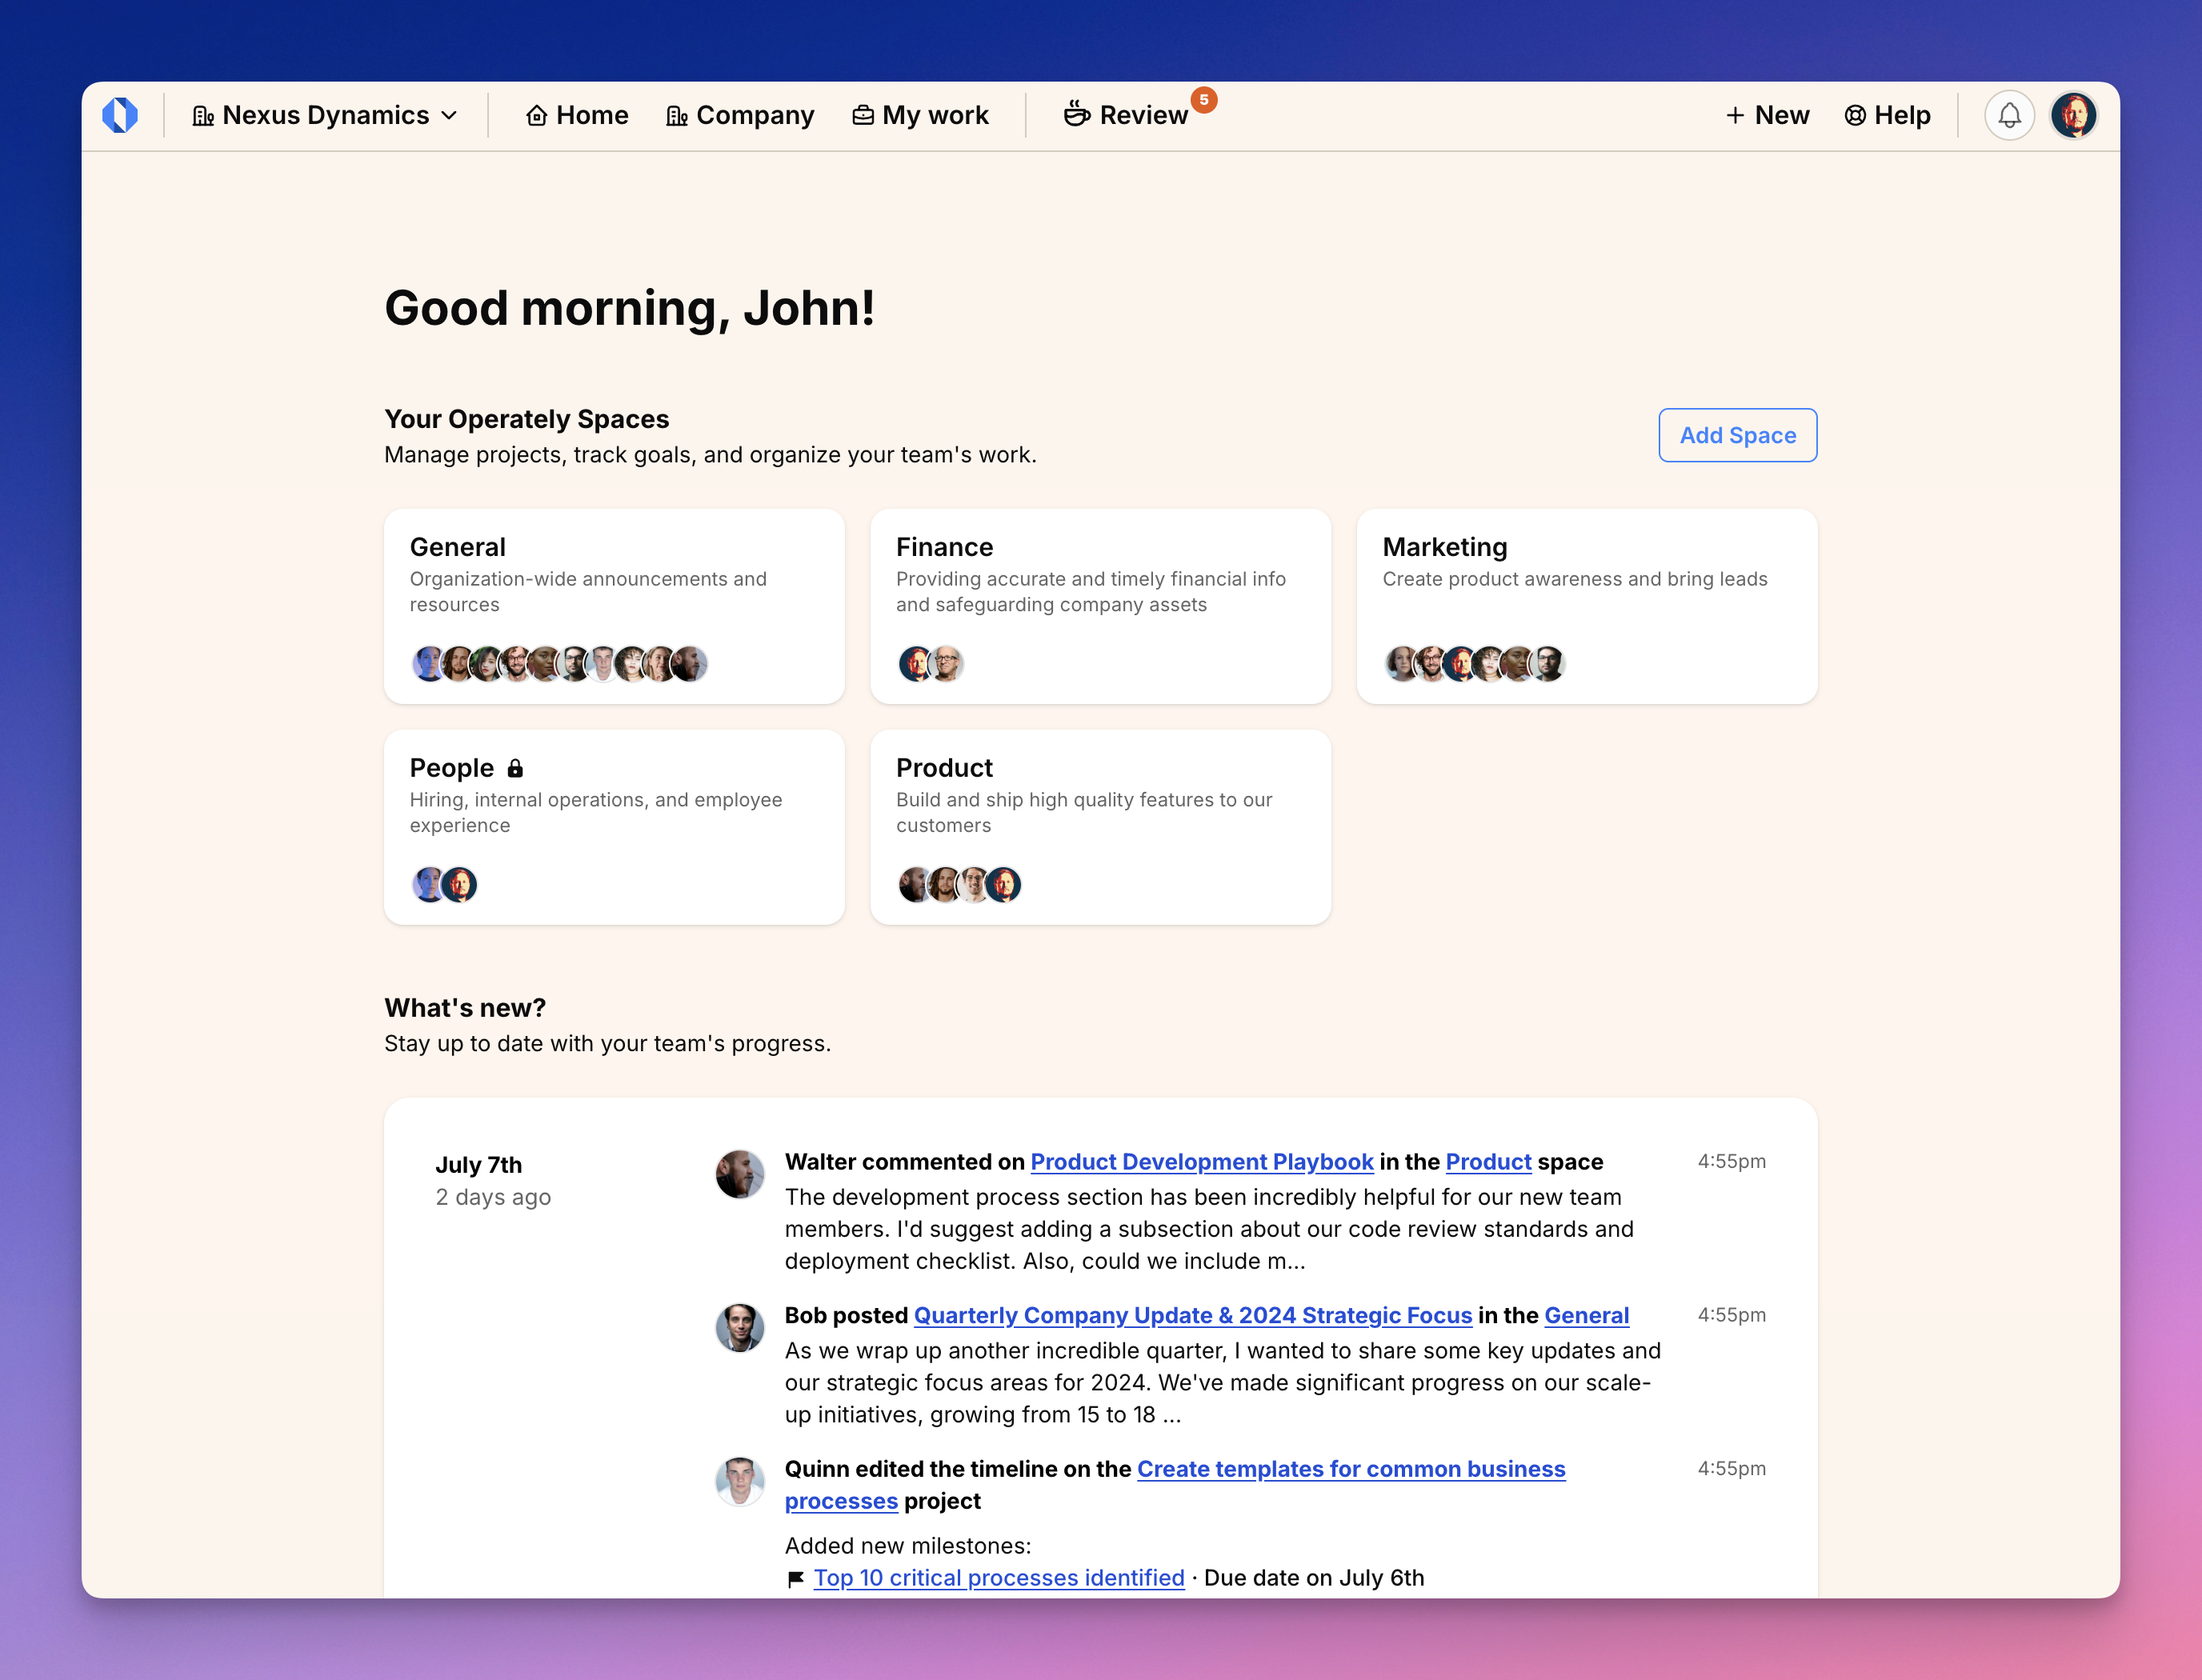 Nexus Dynamics
Home
Company
My work
Review
5
New
Help
Good morning, John!
Your Operately Spaces
Manage projects, track goals, and organize your team's work.
Add Space
General
Organization-wide announcements and
resources
Finance
Providing accurate and timely financial info
and safeguarding company assets
Marketing
Create product awareness and bring leads
People
Hiring, internal operations, and employee
experience
Product
Build and ship high quality features to our
customers
What's new?
Stay up to date with your team's progress.
July 7th
2 days ago
Walter commented on Product Development Playbook in the Product space
4:55pm
The development process section has been incredibly helpful for our new team
members. I'd suggest adding a subsection about our code review standards and
deployment checklist. Also, could we include m...
Bob posted Quarterly Company Update & 2024 Strategic Focus in the General
4:55pm
As we wrap up another incredible quarter, I wanted to share some key updates and
our strategic focus areas for 2024. We've made significant progress on our scale-
up initiatives, growing from 15 to 18 ...
Quinn edited the timeline on the Create templates for common business
processes project
4:55pm
Added new milestones:
Top 10 critical processes identified · Due date on July 6th